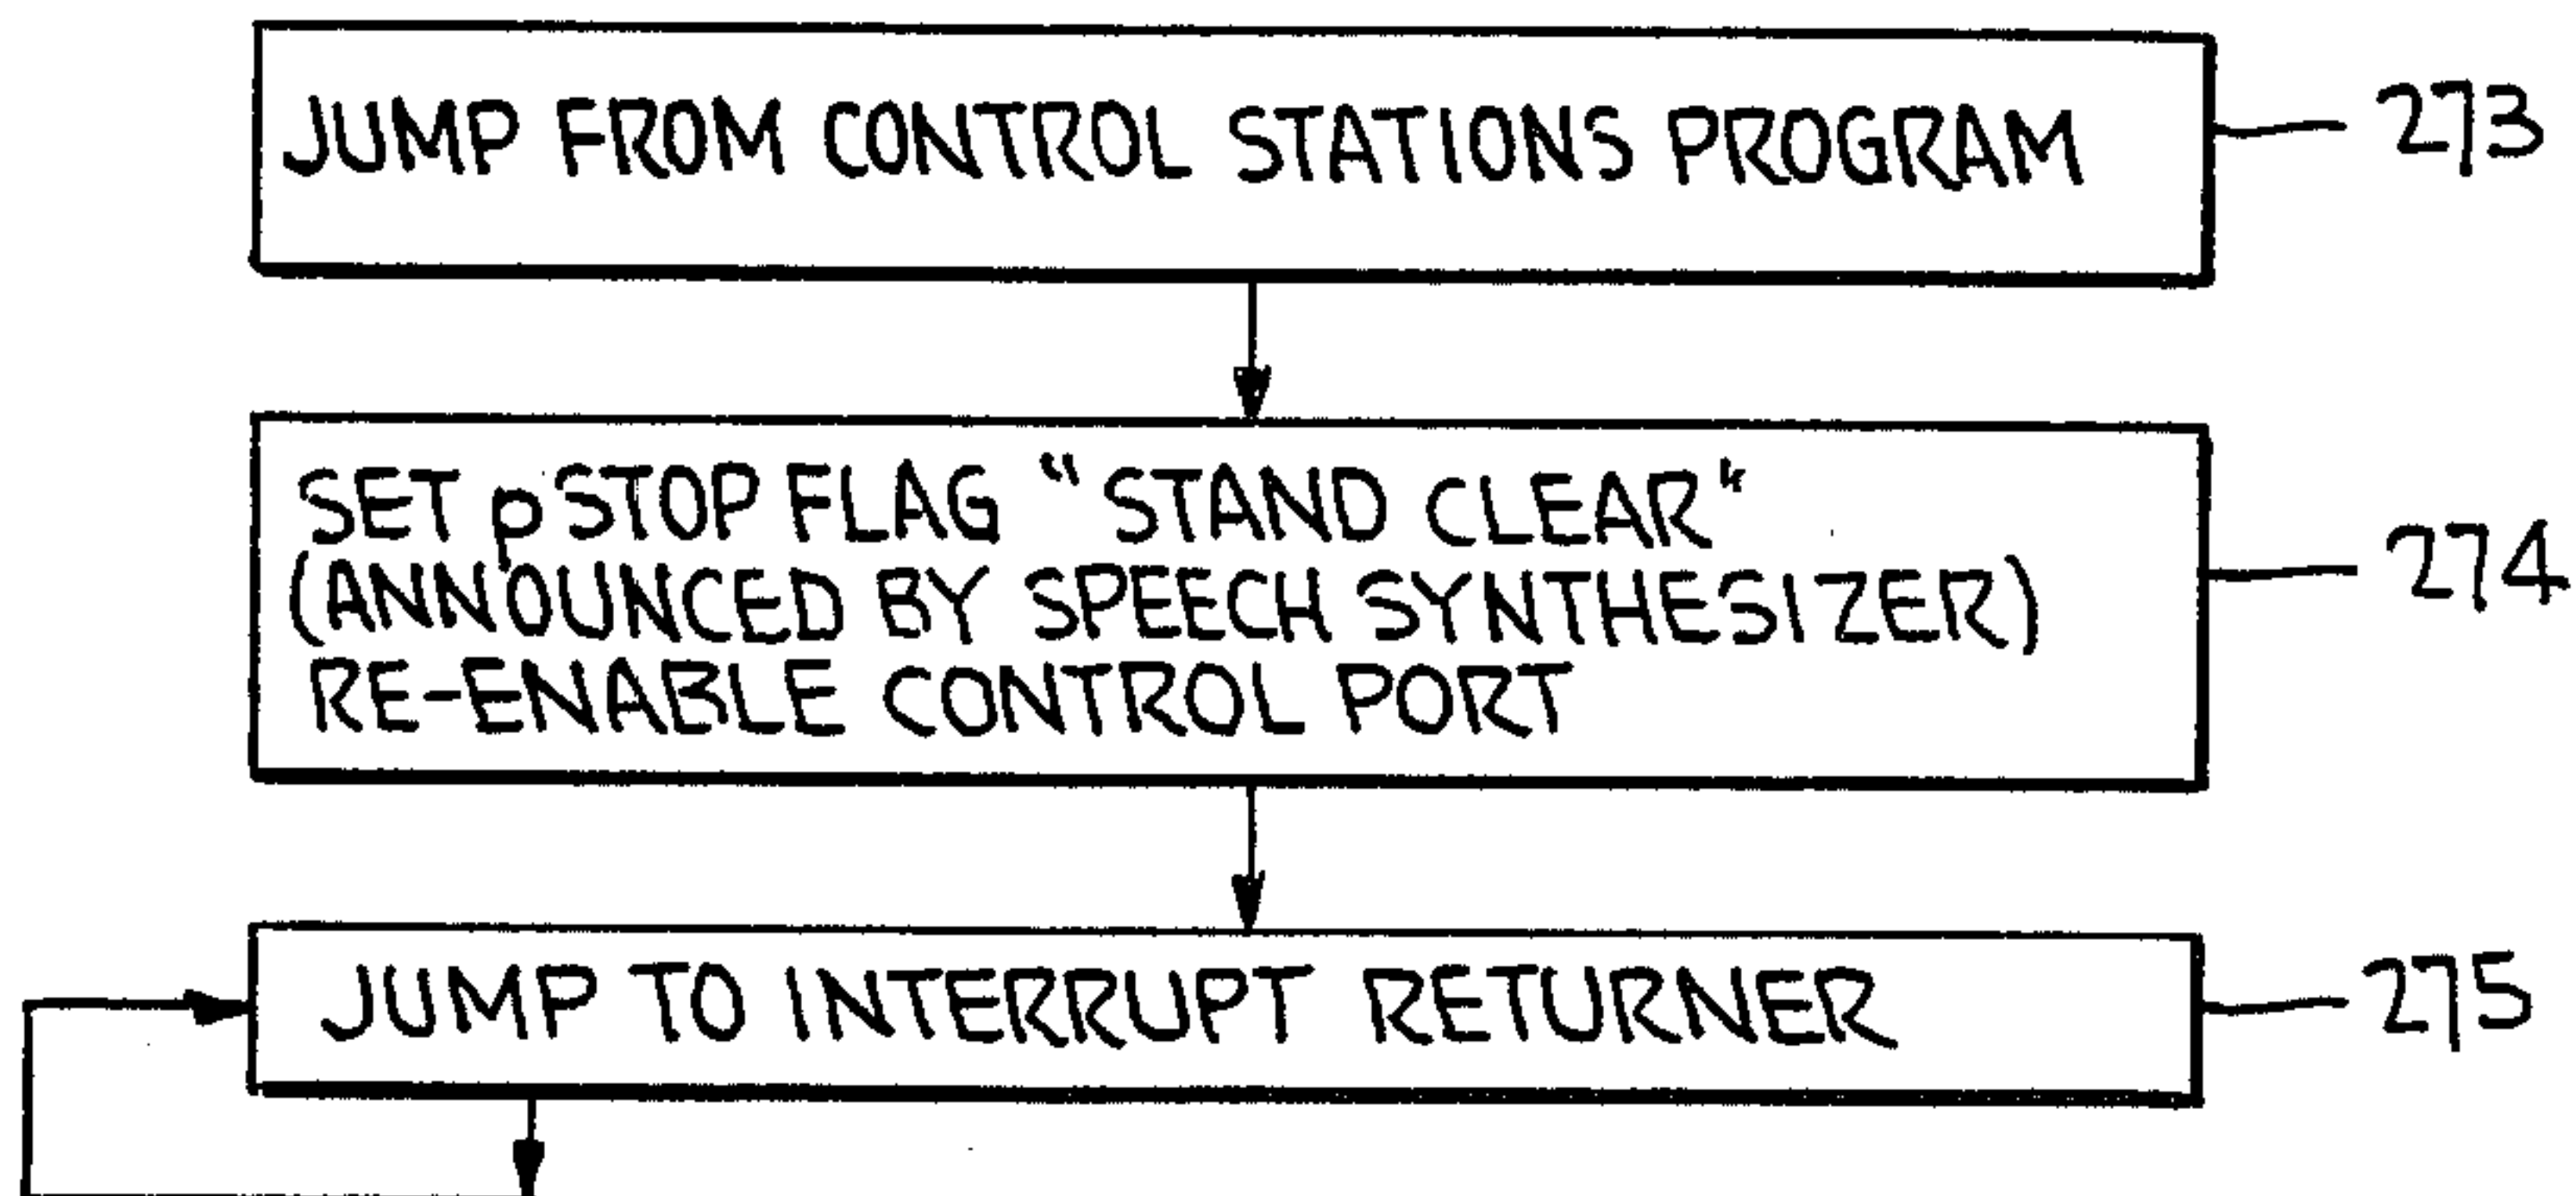 JUMP FROM CONTROL STATIONS PROGRAM
273
SET pSTOP FLAG "STAND CLEAR"
(ANNOUNCED BY SPEECH SYNTHESIZER)
RE-ENABLE CONTROL PORT
274
JUMP TO INTERRUPT RETURNER
275